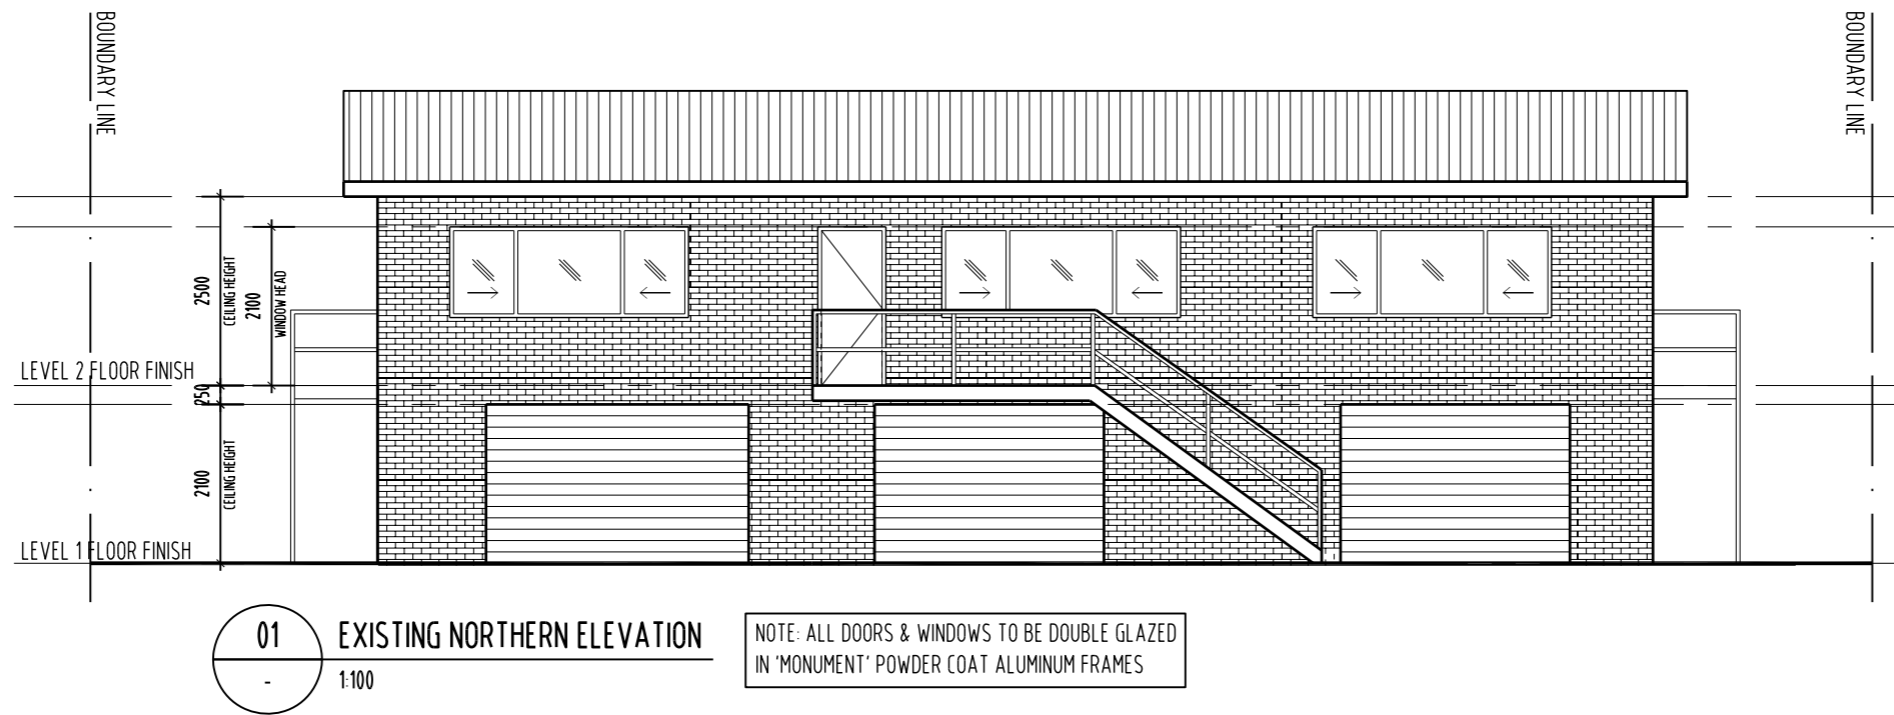 BOUNDARY LINE
BOUNDARY LINE
2500
CEILING HEIGHT
2100
WINDOW HEAD
LEVEL 2 FLOOR FINISH
250
2100
CEILING HEIGHT
LEVEL 1 FLOOR FINISH
01
-
EXISTING NORTHERN ELEVATION
1:100
NOTE: ALL DOORS & WINDOWS TO BE DOUBLE GLAZED
IN 'MONUMENT' POWDER COAT ALUMINUM FRAMES